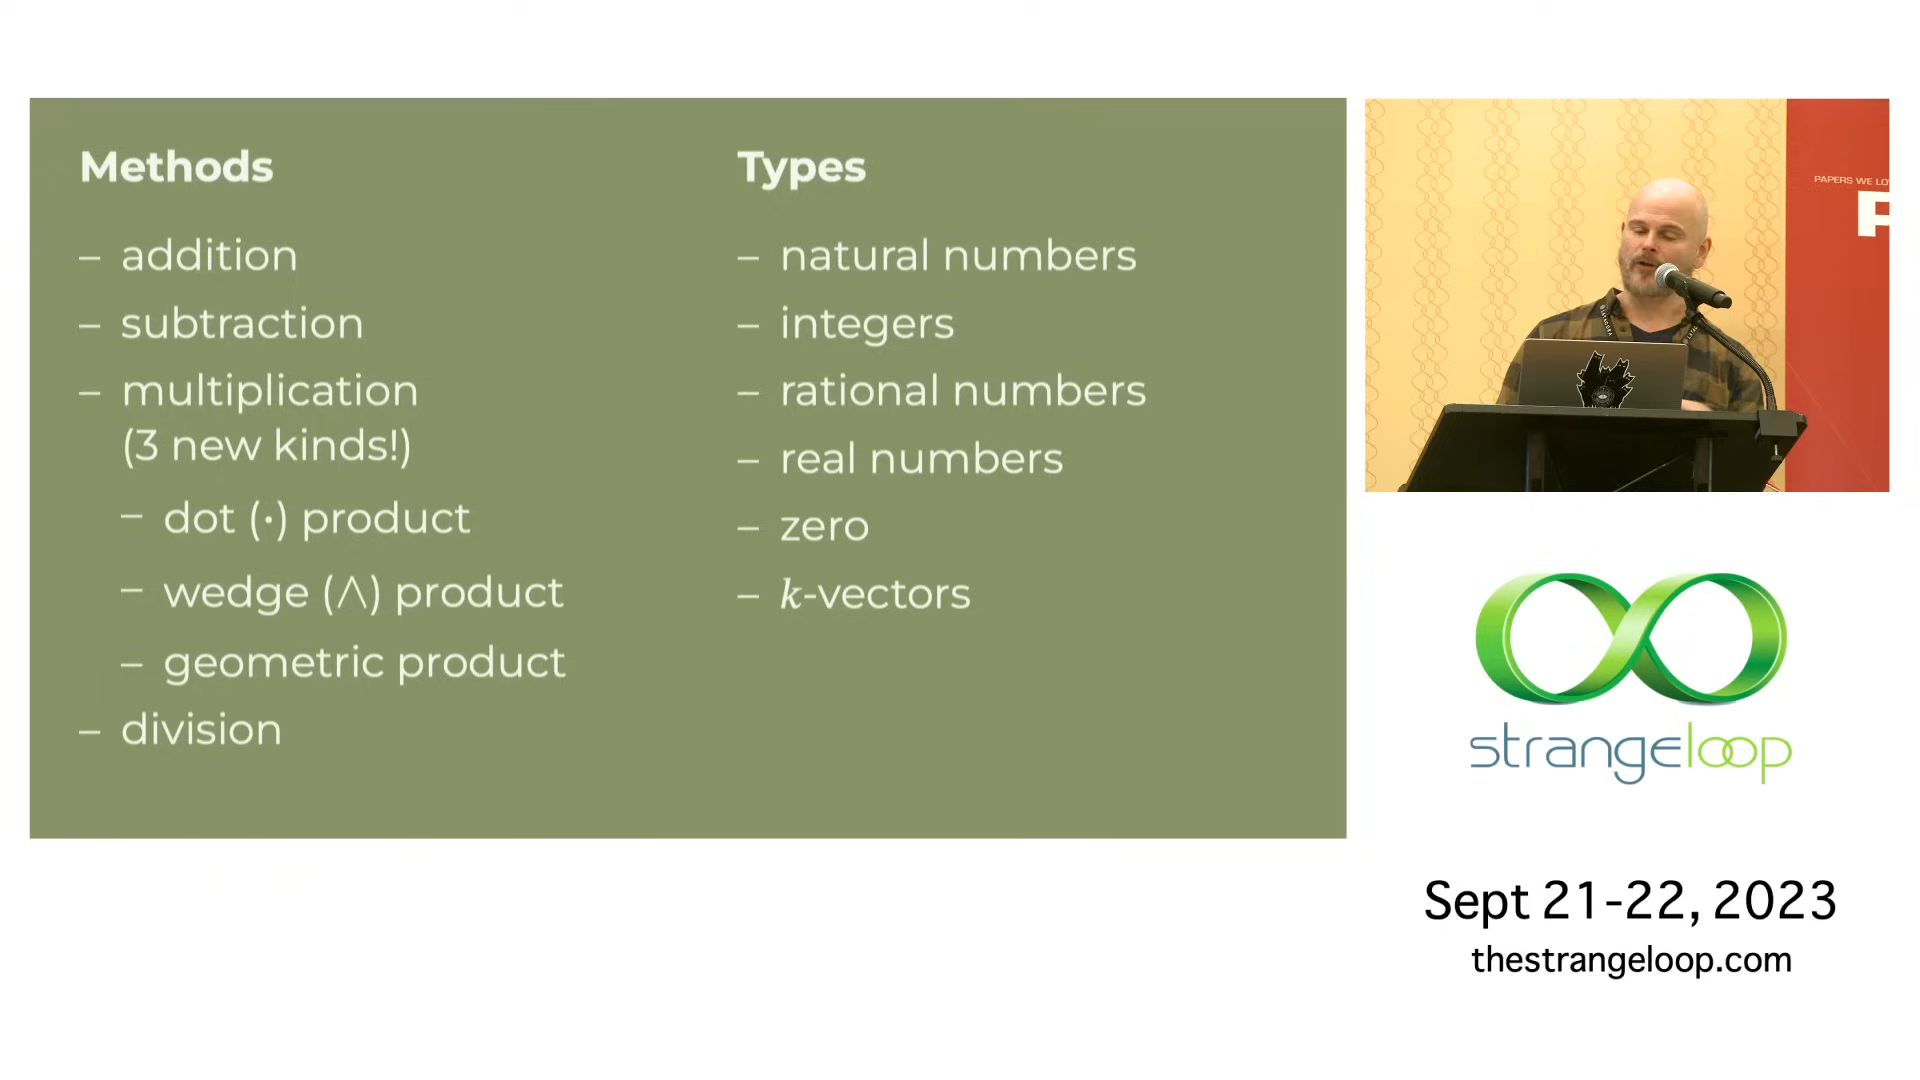 Methods
– addition
– subtraction
– multiplication
(3 new kinds!)
– dot (·) product
– wedge (∧) product
– geometric product
– division
Types
– natural numbers
– integers
– rational numbers
– real numbers
– zero
– k-vectors
PAPERS WE LO
strangeloop
Sept 21-22, 2023
thestrangeloop.com